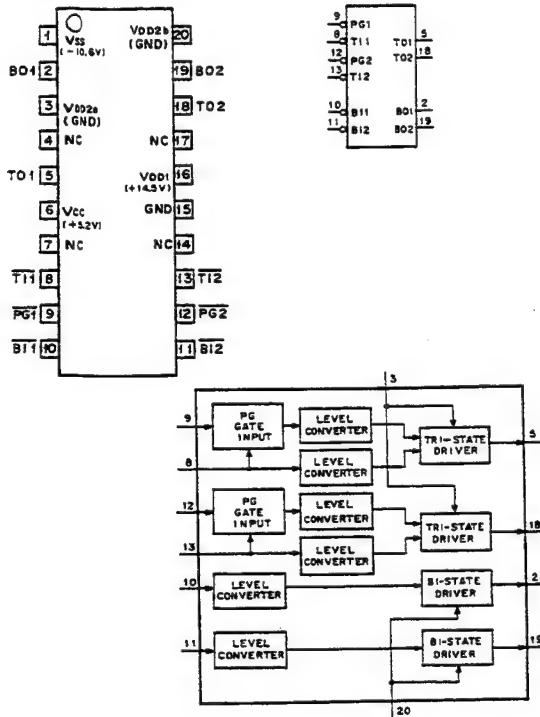 1 VSS (-10.6V)
VDD2b (GND) 20
BO1 2
19 BO2
3 VDD2a (GND)
18 TO2
4 NC
NC 17
TO1 5
VDD1 (+14.5V) 16
6 VCC (+5.2V)
GND 15
7 NC
NC 14
TI1 8
13 TI2
PG1 9
12 PG2
BI1 10
11 BI2
9 PG1
8 TI1
TO1 5
12 PG2
TO2 18
13 TI2
10 BI1
BO1 2
11 BI2
BO2 19
3
9
PG GATE INPUT
LEVEL CONVERTER
TRI-STATE DRIVER
5
8
LEVEL CONVERTER
12
PG GATE INPUT
LEVEL CONVERTER
TRI-STATE DRIVER
18
13
LEVEL CONVERTER
10
LEVEL CONVERTER
BI-STATE DRIVER
2
11
LEVEL CONVERTER
BI-STATE DRIVER
19
20